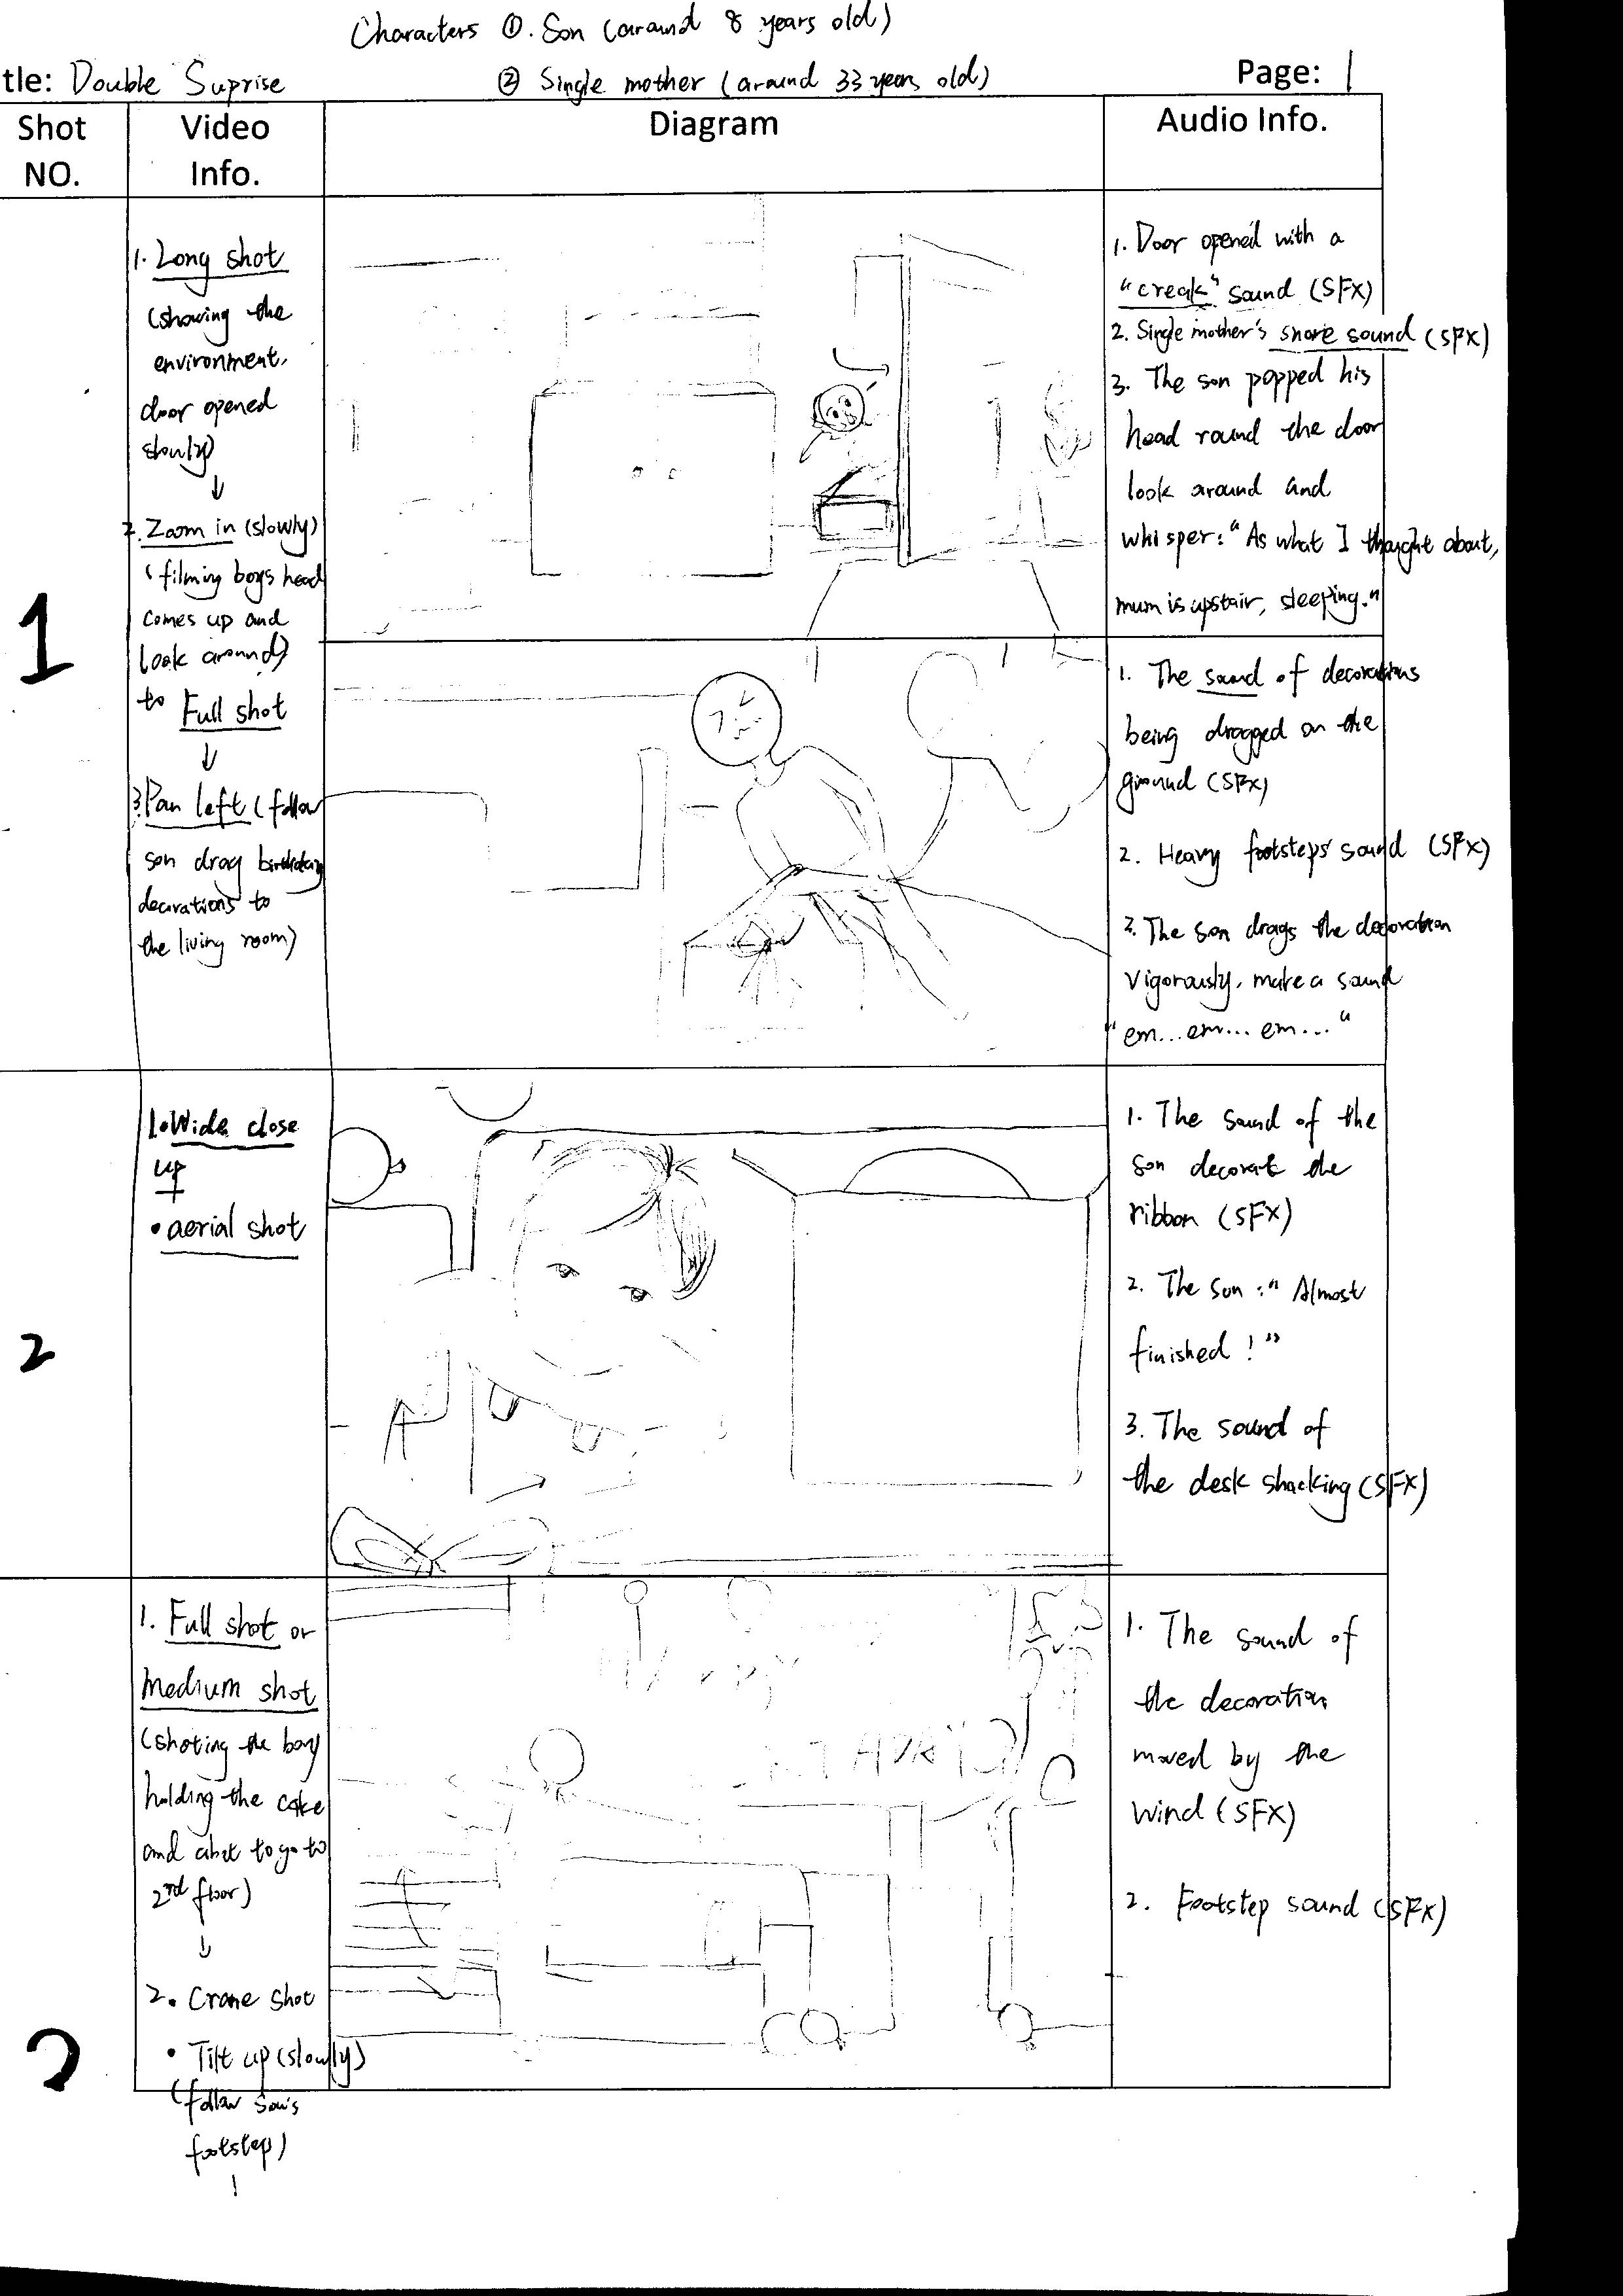 Characters ①. Son (around 8 years old)
tle: Double Suprise
② Single mother (around 33 years old)
Page: 1
Shot NO.
Video Info.
Diagram
Audio Info.
1
1. Long shot
(showing the
environment.
door opened
slowly)
↓
2. Zoom in (slowly)
(filming boys head
comes up and
look around)
to Full shot
↓
3. Pan left (follow
son drag birthday
decorations to
the living room)
1. Door opened with a
"creak" sound (SFX)
2. Single mother's snore sound (SFX)
3. The son popped his
head round the door
look around and
whisper: "As what I thought about,
mum is upstair, sleeping."
1. The sound of decorations
being dragged on the
ground (SFX)
2. Heavy footsteps' sound (SFX)
3. The son drags the decoration
vigorously, make a sound
"em... em... em..."
2
1. Wide close
up
+
• aerial shot
1. The sound of the
son decorat the
ribbon (SFX)
2. The son: "Almost
finished!"
3. The sound of
the desk shacking (SFX)
1. Full shot or
medium shot
(shoting the boy
holding the cake
and abot to go to
2nd floor)
↓
2. Crane shot
• Tilt up (slowly)
(follow son's
footstep)
1. The sound of
the decoration
moved by the
wind (SFX)
2. Footstep sound (SFX)